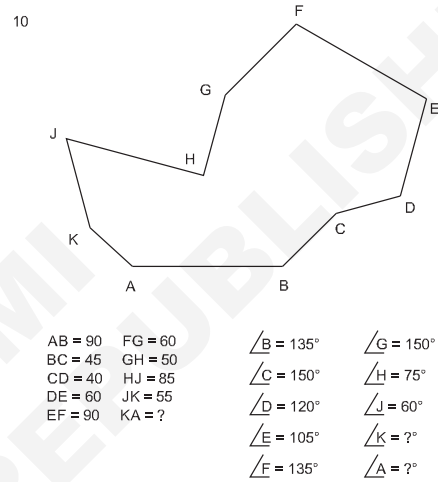 10
F
G
E
J
H
D
K
C
A
B
AB = 90 FG = 60
BC = 45 GH = 50
CD = 40 HJ = 85
DE = 60 JK = 55
EF = 90 KA = ?
∠B = 135° ∠G = 150°
∠C = 150° ∠H = 75°
∠D = 120° ∠J = 60°
∠E = 105° ∠K = ?°
∠F = 135° ∠A = ?°
REPUBLISH